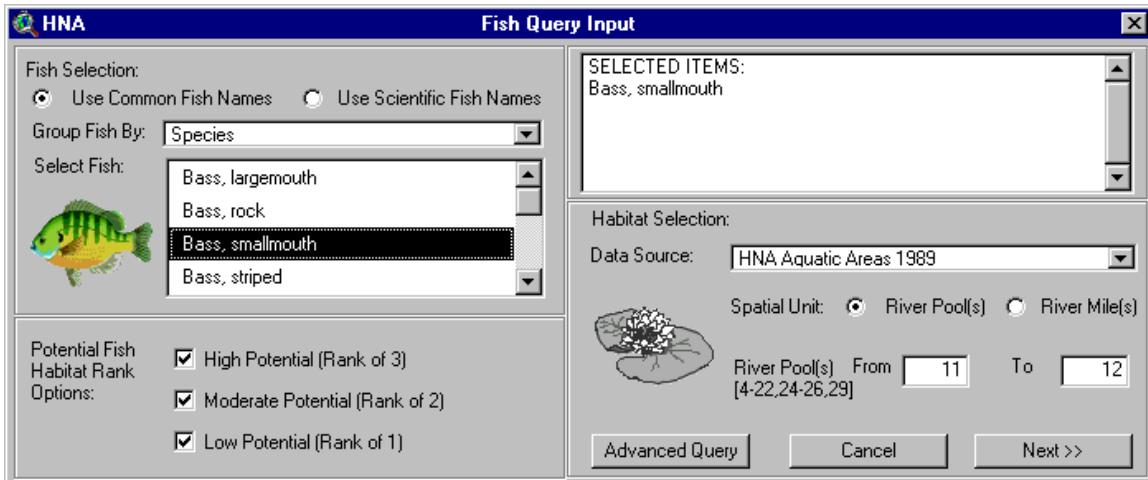 HNA Fish Query Input
Fish Selection:
Use Common Fish Names Use Scientific Fish Names
Group Fish By: Species
Select Fish:
Bass, largemouth
Bass, rock
Bass, smallmouth
Bass, striped
Potential Fish
Habitat Rank
Options:
High Potential (Rank of 3)
Moderate Potential (Rank of 2)
Low Potential (Rank of 1)
SELECTED ITEMS:
Bass, smallmouth
Habitat Selection:
Data Source: HNA Aquatic Areas 1989
Spatial Unit: River Pool(s) River Mile(s)
River Pool(s) From 11 To 12
[4-22,24-26,29]
Advanced Query Cancel Next >>